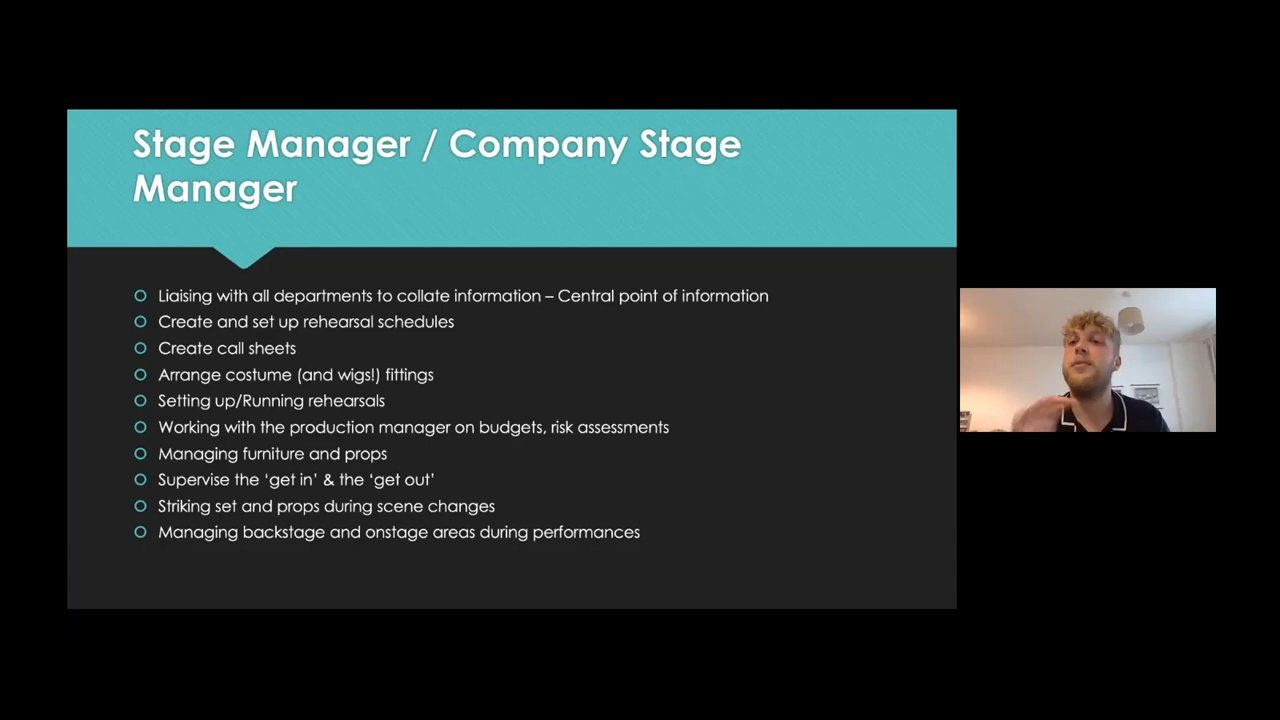 Stage Manager / Company Stage
Manager
Liaising with all departments to collate information – Central point of information
Create and set up rehearsal schedules
Create call sheets
Arrange costume (and wigs!) fittings
Setting up/Running rehearsals
Working with the production manager on budgets, risk assessments
Managing furniture and props
Supervise the ‘get in’ & the ‘get out’
Striking set and props during scene changes
Managing backstage and onstage areas during performances